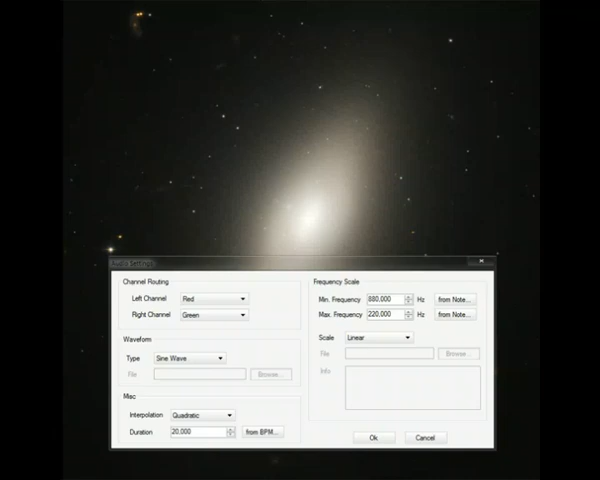 Audio Settings
Channel Routing
Left Channel Red
Right Channel Green
Waveform
Type Sine Wave
File Browse...
Misc
Interpolation Quadratic
Duration 20.000 from BPM...
Frequency Scale
Min. Frequency 880.000 Hz from Note...
Max. Frequency 220.000 Hz from Note...
Scale Linear
File Browse...
Info
Ok Cancel